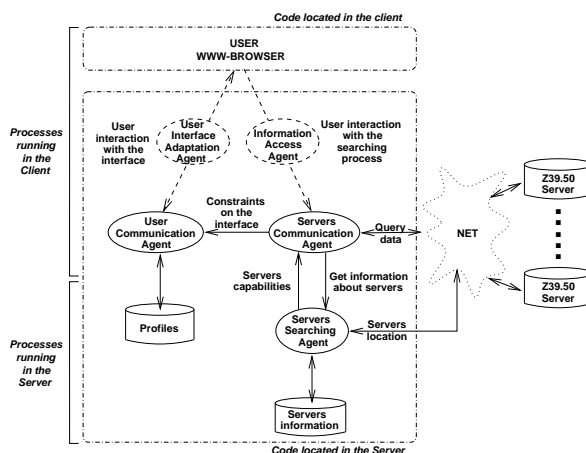 Code located in the client
USER
WWW-BROWSER
Processes
running
in the
Client
User
interaction with
the interface
User
Interface
Adaptation
Agent
Information
Access
Agent
User interaction
with the
searching
process
Z39.50
Server
Constraints
on the
interface
User
Communication
Agent
Servers
Communication
Agent
Query
data
NET
Z39.50
Server
Servers
capabilities
Get information
about servers
Profiles
Servers
Searching
Agent
Servers
location
Processes
running
in the
Server
Servers
information
Code located in the Server